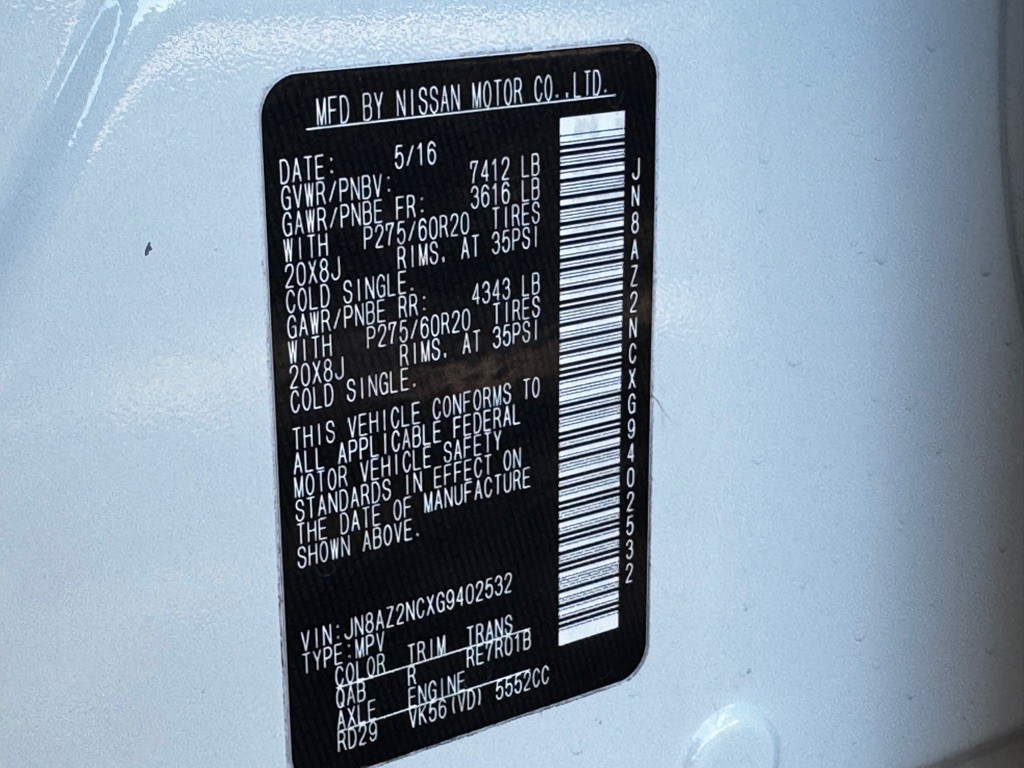 MFD BY NISSAN MOTOR CO.,LTD.
DATE: 5/16
GVWR/PNBV: 7412 LB
GAWR/PNBE FR: 3616 LB
WITH P275/60R20 TIRES
20X8J RIMS, AT 35PSI
COLD SINGLE.
GAWR/PNBE RR: 4343 LB
WITH P275/60R20 TIRES
20X8J RIMS, AT 35PSI
COLD SINGLE.
THIS VEHICLE CONFORMS TO
ALL APPLICABLE FEDERAL
MOTOR VEHICLE SAFETY
STANDARDS IN EFFECT ON
THE DATE OF MANUFACTURE
SHOWN ABOVE.
VIN:JN8AZ2NCXG9402532
TYPE:MPV
COLOR TRIM TRANS
QAB R RE7R01B
AXLE ENGINE
RD29 VK56(VD) 5552CC
JN8AZ2NCXG9402532